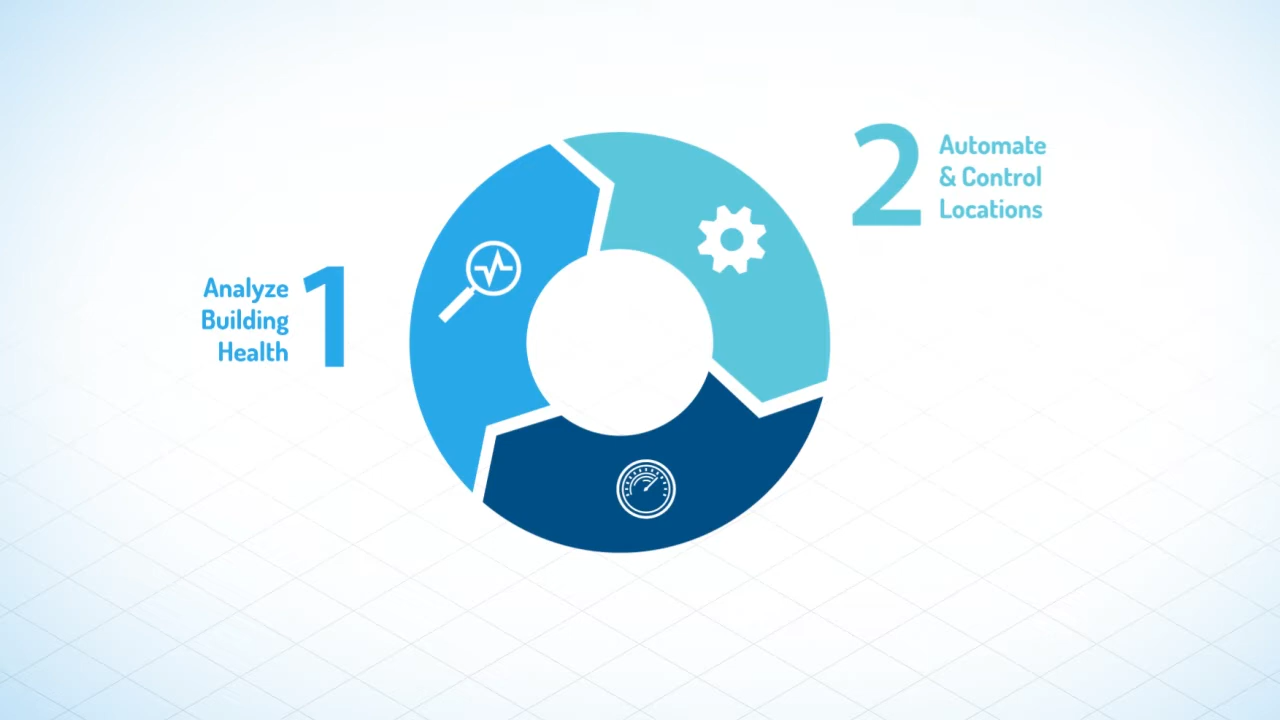 1
Analyze
Building
Health
2
Automate
& Control
Locations